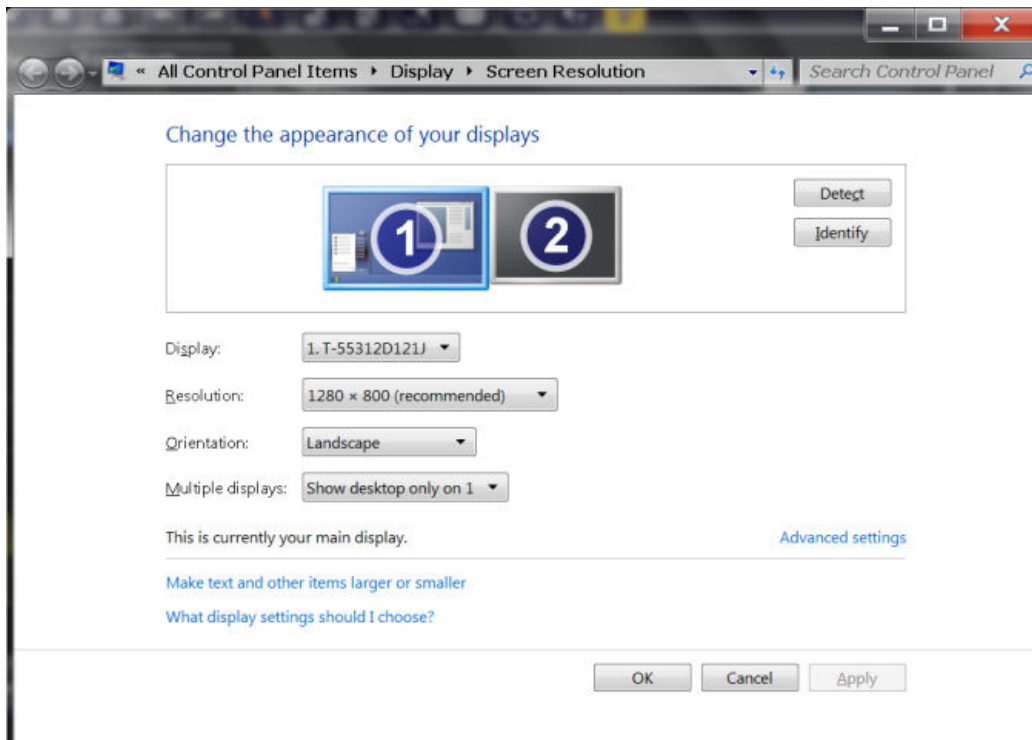 « All Control Panel Items Display Screen Resolution Search Control Panel
Change the appearance of your displays
1 2
Detect
Identify
Display: 1. T-55312D121J
Resolution: 1280 × 800 (recommended)
Orientation: Landscape
Multiple displays: Show desktop only on 1
This is currently your main display. Advanced settings
Make text and other items larger or smaller
What display settings should I choose?
OK Cancel Apply